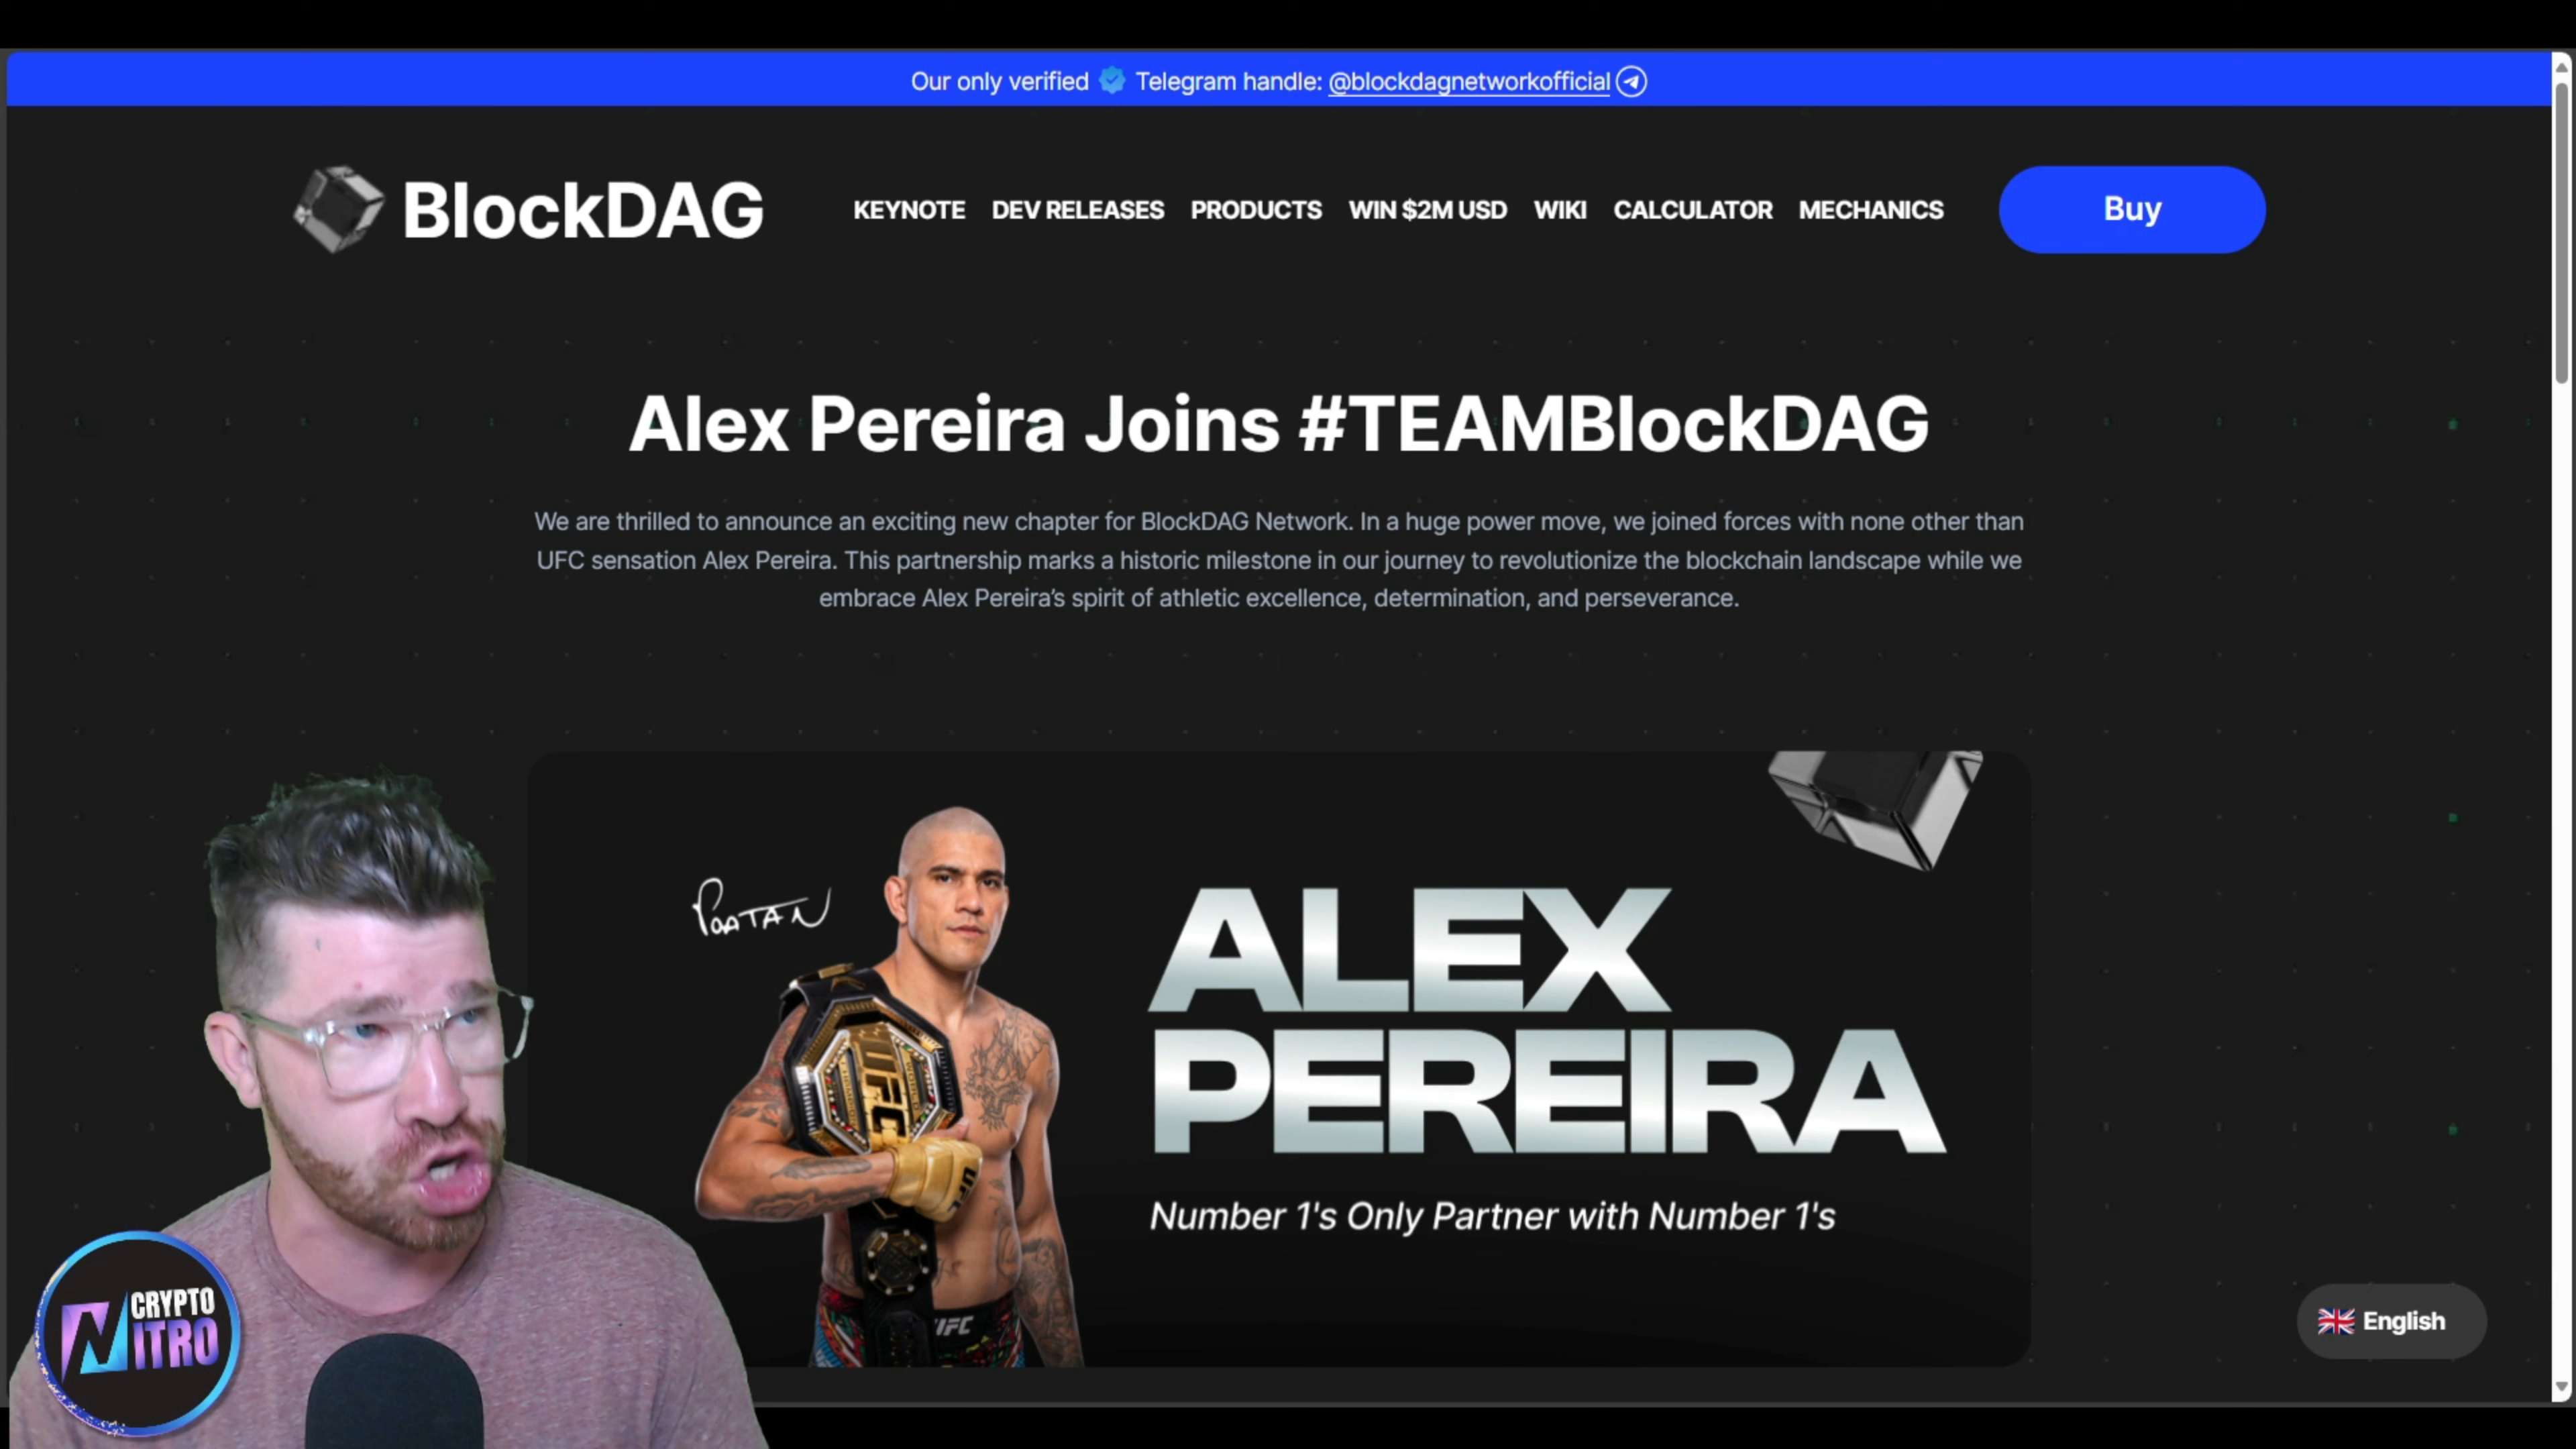 Our only verified Telegram handle: @blockdagnetworkofficial
BlockDAG
KEYNOTE DEV RELEASES PRODUCTS WIN $2M USD WIKI CALCULATOR MECHANICS
Buy
Alex Pereira Joins #TEAMBlockDAG
We are thrilled to announce an exciting new chapter for BlockDAG Network. In a huge power move, we joined forces with none other than
UFC sensation Alex Pereira. This partnership marks a historic milestone in our journey to revolutionize the blockchain landscape while we
embrace Alex Pereira’s spirit of athletic excellence, determination, and perseverance.
Poatan
ALEX
PEREIRA
Number 1's Only Partner with Number 1's
UFC
UFC
UFC
CRYPTO
NITRO
English